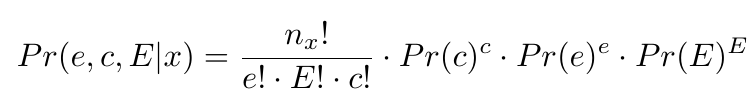 Pr(e, c, E|x) = \frac{n_x!}{e! \cdot E! \cdot c!} \cdot Pr(c)^c \cdot Pr(e)^e \cdot Pr(E)^E